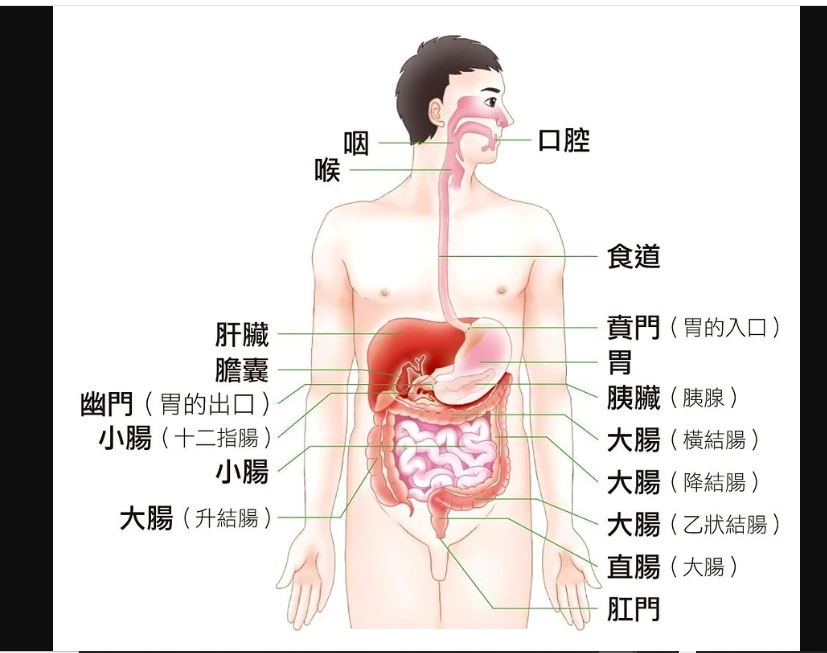 咽
喉
口腔
食道
肝臟
膽囊
幽門（胃的出口）
小腸（十二指腸）
小腸
大腸（升結腸）
賁門（胃的入口）
胃
胰臟（胰腺）
大腸（橫結腸）
大腸（降結腸）
大腸（乙狀結腸）
直腸（大腸）
肛門